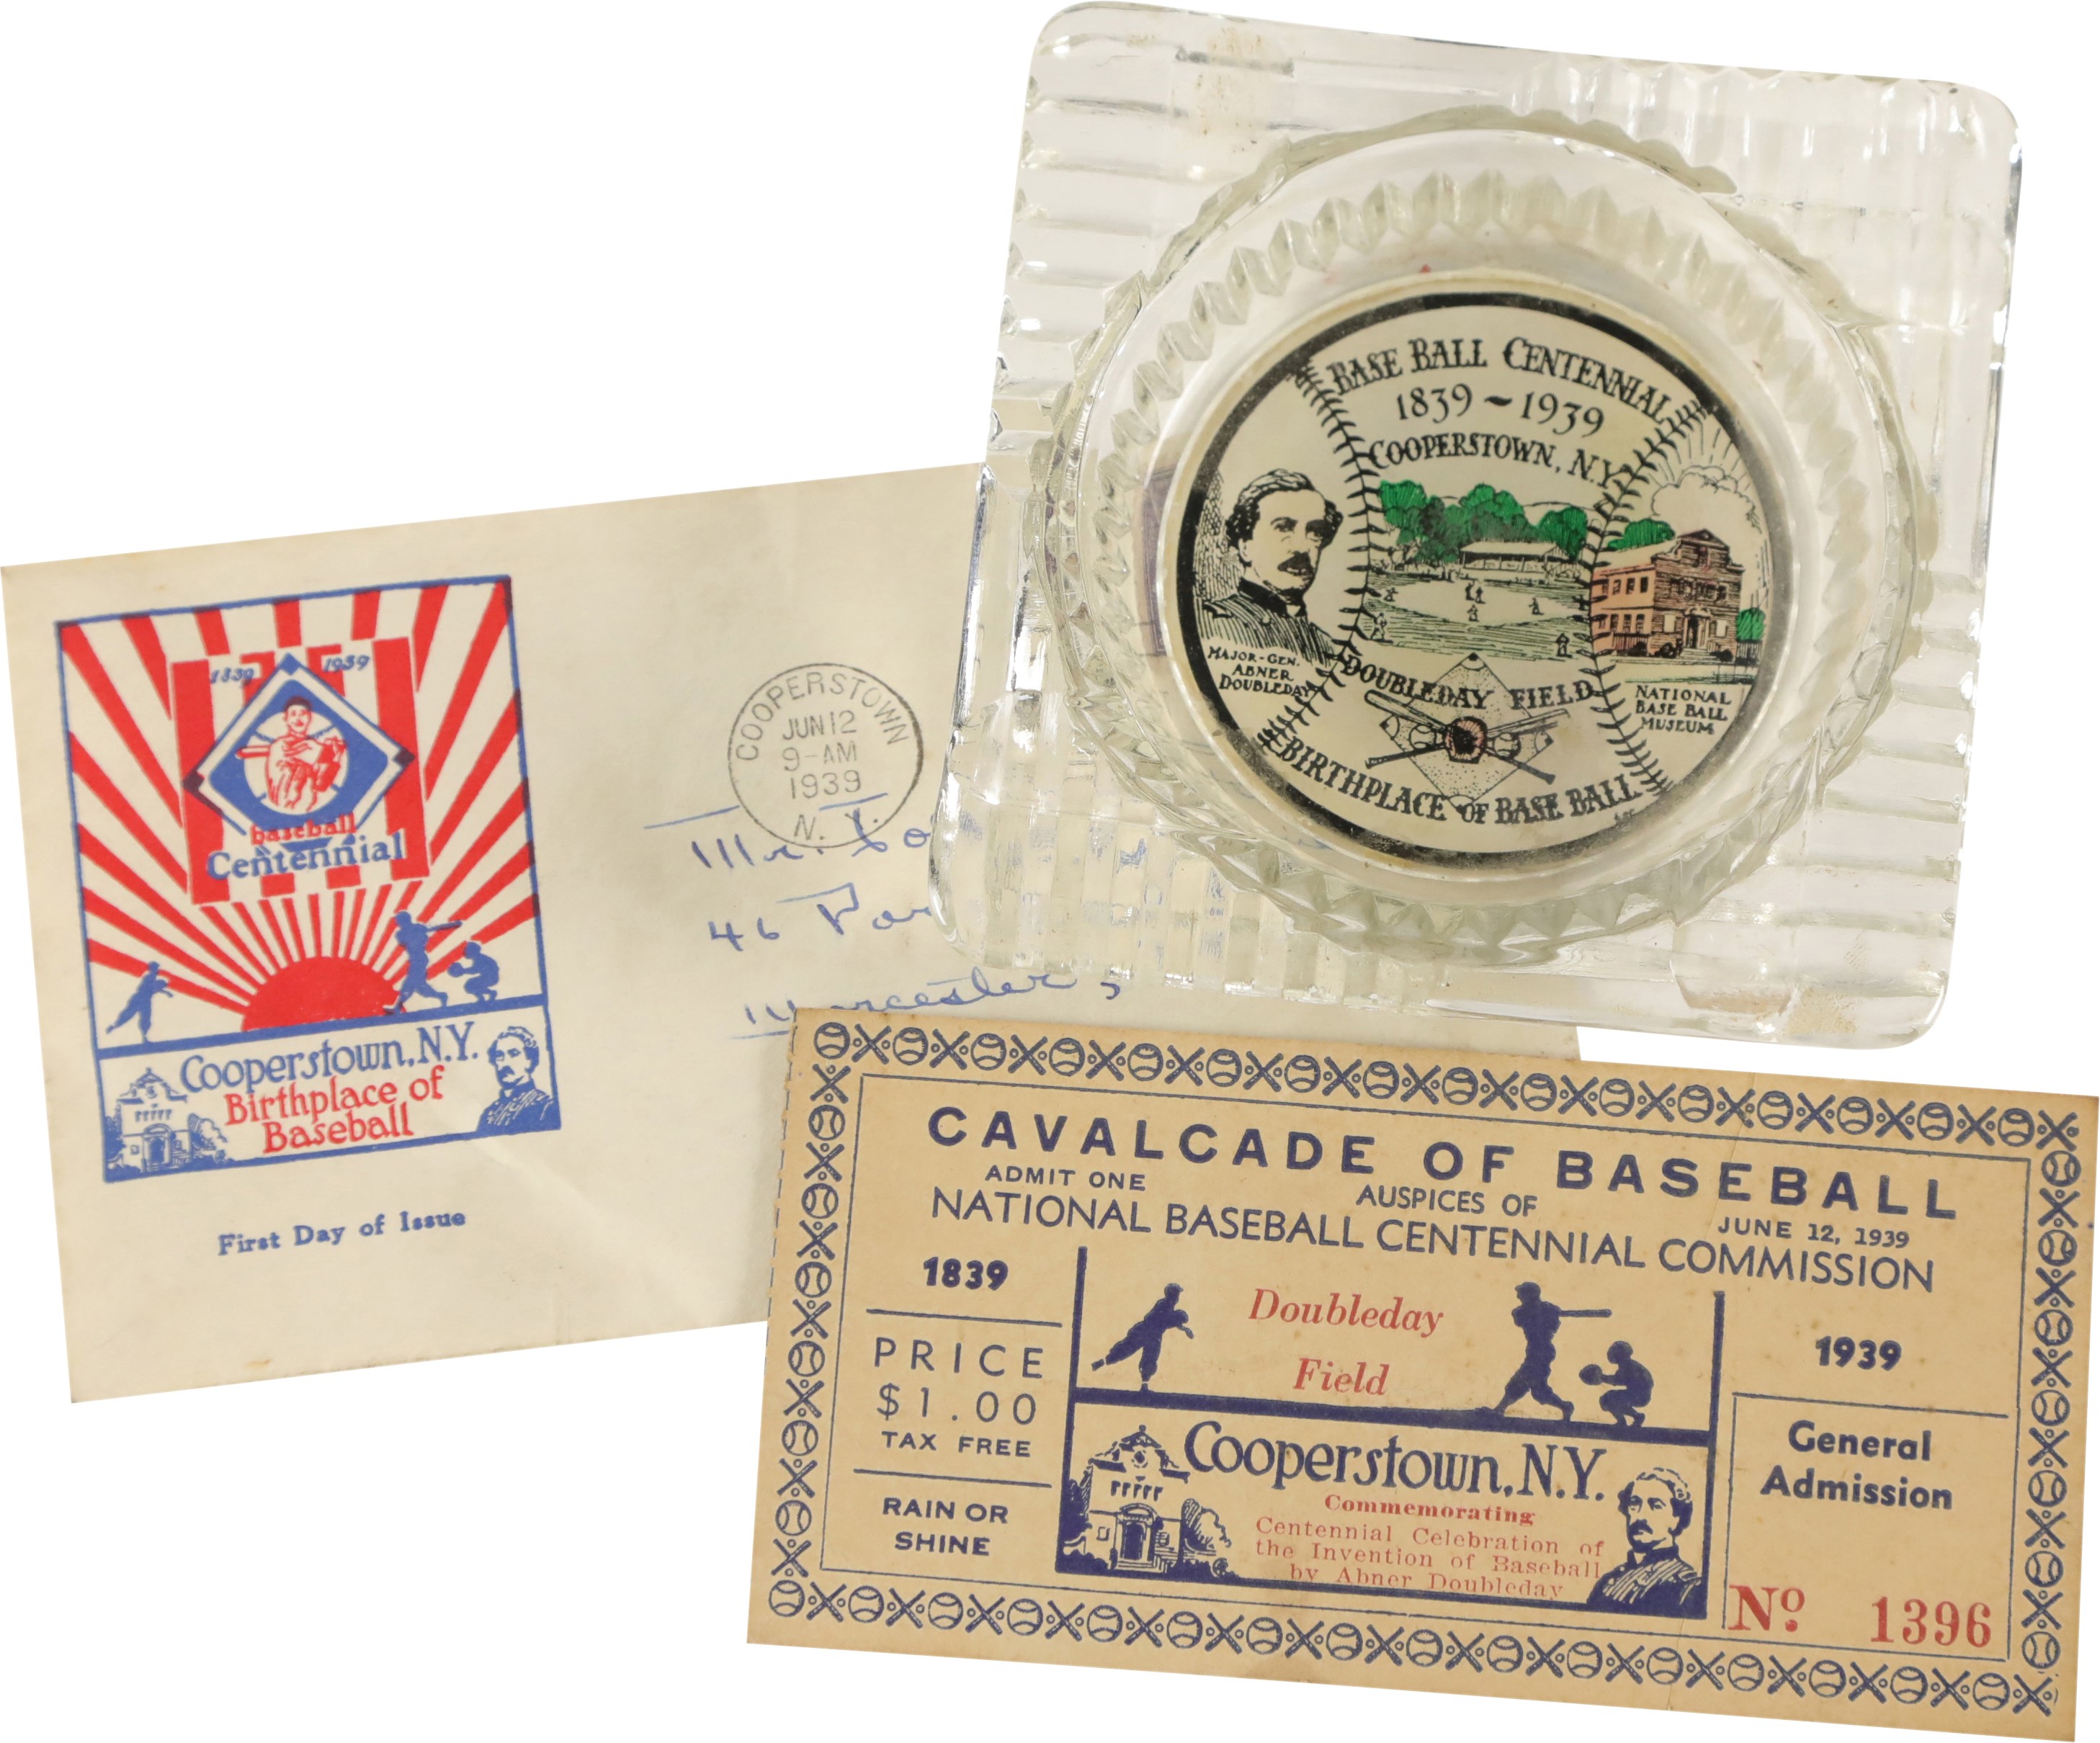 BASE BALL CENTENNIAL
1839 ~ 1939
COOPERSTOWN, N.Y.
MAJOR-GEN.
ABNER
DOUBLEDAY
DOUBLEDAY FIELD
NATIONAL
BASE BALL
MUSEUM
BIRTHPLACE OF BASE BALL
1839 1939
baseball
Centennial
Cooperstown, N.Y.
Birthplace of
Baseball
First Day of Issue
COOPERSTOWN
JUN 12
9-AM
1939
N. Y.
Mr.
46
Worcester,
CAVALCADE OF BASEBALL
ADMIT ONE AUSPICES OF JUNE 12, 1939
NATIONAL BASEBALL CENTENNIAL COMMISSION
1839
PRICE
$1.00
TAX FREE
RAIN OR
SHINE
Doubleday
Field
Cooperstown, N.Y.
Commemorating
Centennial Celebration of
the Invention of Baseball
by Abner Doubleday
1939
General
Admission
Nº 1396